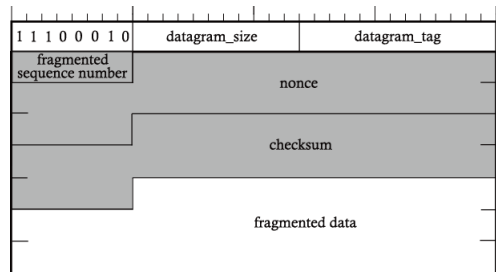 1 1 1 0 0 0 1 0 datagram_size datagram_tag
fragmented
sequence number
nonce
checksum
fragmented data